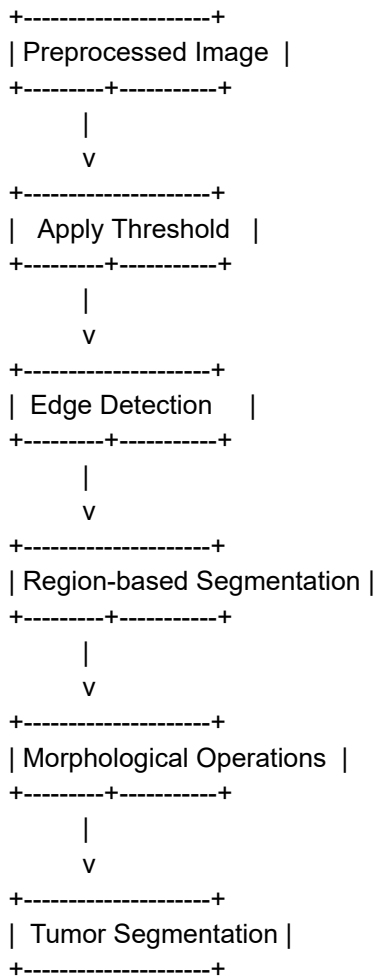 +---------------------+
| Preprocessed Image  |
+---------+-----------+
|
v
+---------------------+
|   Apply Threshold   |
+---------+-----------+
|
v
+---------------------+
|  Edge Detection     |
+---------+-----------+
|
v
+---------------------+
| Region-based Segmentation |
+---------+-----------+
|
v
+---------------------+
| Morphological Operations  |
+---------+-----------+
|
v
+---------------------+
|  Tumor Segmentation |
+---------------------+